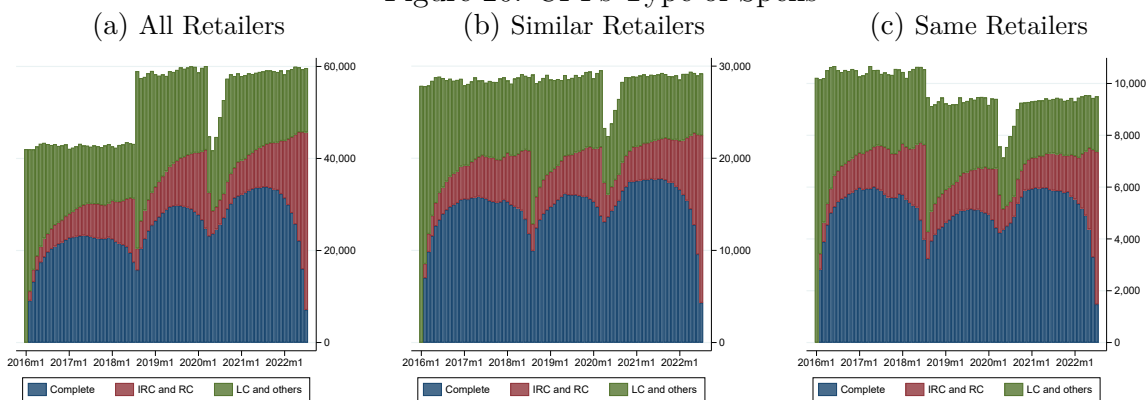 (a) All Retailers
(b) Similar Retailers
(c) Same Retailers
60,000
40,000
20,000
0
2016m1 2017m1 2018m1 2019m1 2020m1 2021m1 2022m1
Complete IRC and RC LC and others
30,000
20,000
10,000
0
2016m1 2017m1 2018m1 2019m1 2020m1 2021m1 2022m1
Complete IRC and RC LC and others
10,000
8,000
6,000
4,000
2,000
0
2016m1 2017m1 2018m1 2019m1 2020m1 2021m1 2022m1
Complete IRC and RC LC and others